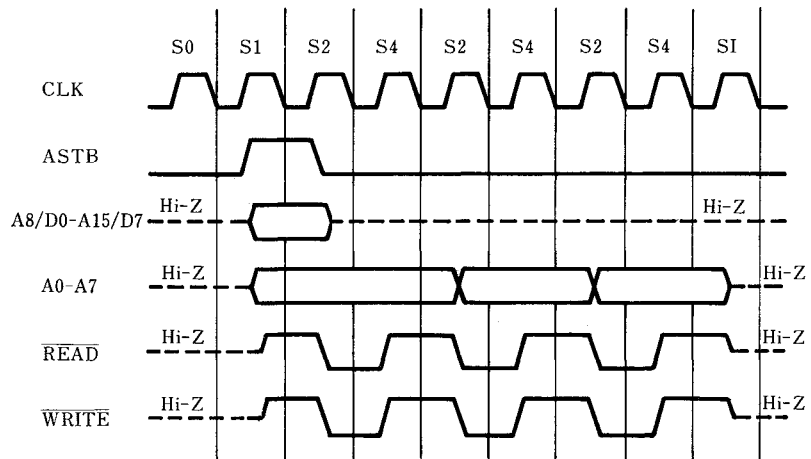 S0 S1 S2 S4 S2 S4 S2 S4 SI
CLK
ASTB
A8/D0-A15/D7 Hi-Z Hi-Z
A0-A7 Hi-Z Hi-Z
READ Hi-Z Hi-Z
WRITE Hi-Z Hi-Z